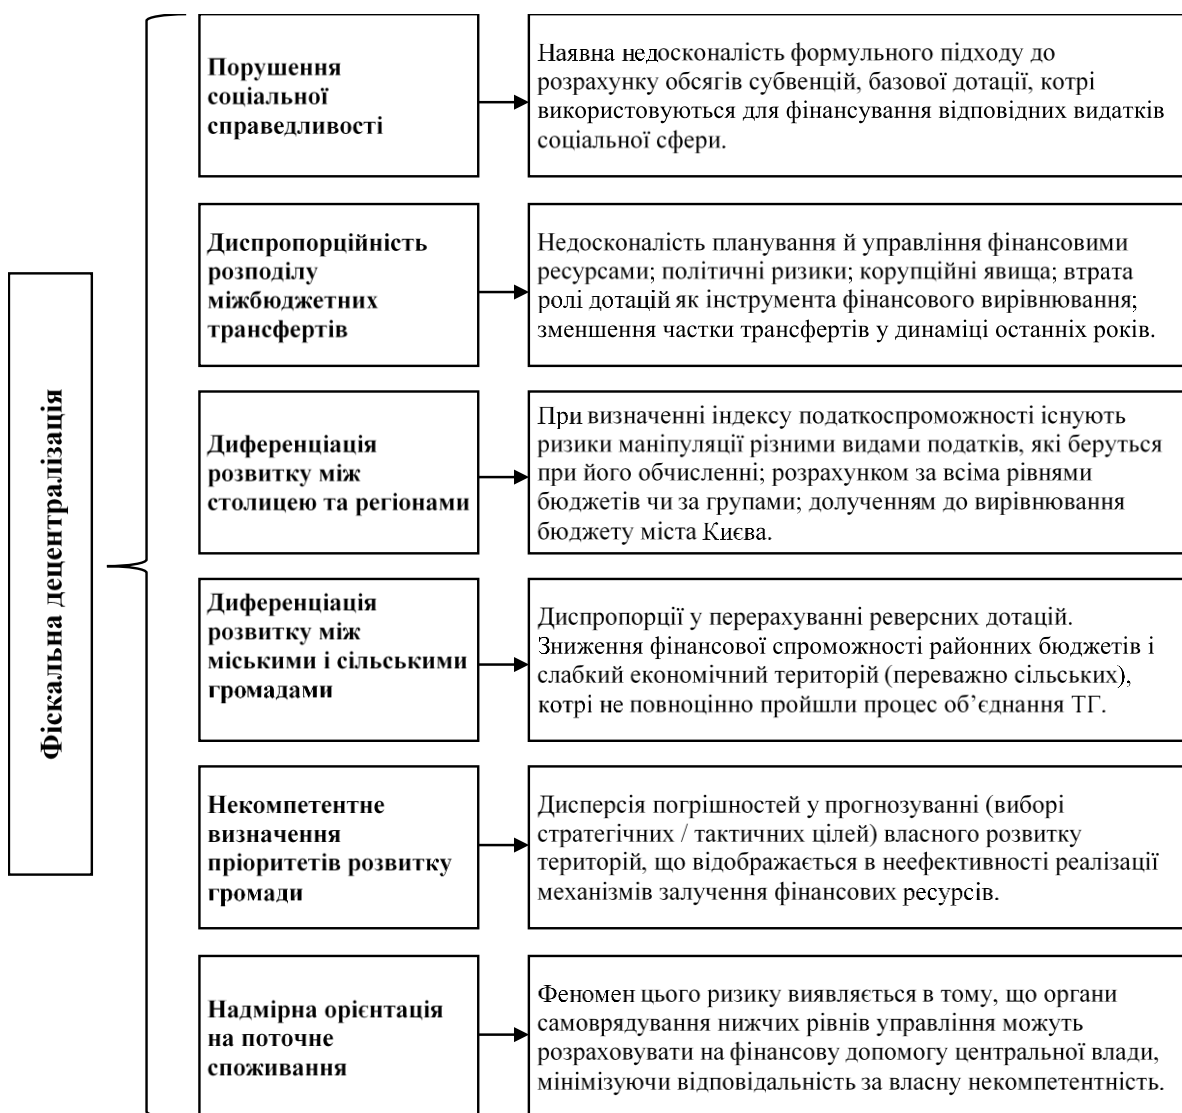 Фіскальна децентралізація
Порушення
соціальної
справедливості
Наявна недосконалість формульного підходу до
розрахунку обсягів субвенцій, базової дотації, котрі
використовуються для фінансування відповідних видатків
соціальної сфери.
Диспропорційність
розподілу
міжбюджетних
трансфертів
Недосконалість планування й управління фінансовими
ресурсами; політичні ризики; корупційні явища; втрата
ролі дотацій як інструмента фінансового вирівнювання;
зменшення частки трансфертів у динаміці останніх років.
Диференціація
розвитку між
столицею та регіонами
При визначенні індексу податкоспроможності існують
ризики маніпуляції різними видами податків, які беруться
при його обчисленні; розрахунком за всіма рівнями
бюджетів чи за групами; долученням до вирівнювання
бюджету міста Києва.
Диференціація
розвитку між
міськими і сільськими
громадами
Диспропорції у перерахуванні реверсних дотацій.
Зниження фінансової спроможності районних бюджетів і
слабкий економічний територій (переважно сільських),
котрі не повноцінно пройшли процес об’єднання ТГ.
Некомпетентне
визначення
пріоритетів розвитку
громади
Дисперсія погрішностей у прогнозуванні (виборі
стратегічних / тактичних цілей) власного розвитку
територій, що відображається в неефективності реалізації
механізмів залучення фінансових ресурсів.
Надмірна орієнтація
на поточне
споживання
Феномен цього ризику виявляється в тому, що органи
самоврядування нижчих рівнів управління можуть
розраховувати на фінансову допомогу центральної влади,
мінімізуючи відповідальність за власну некомпетентність.